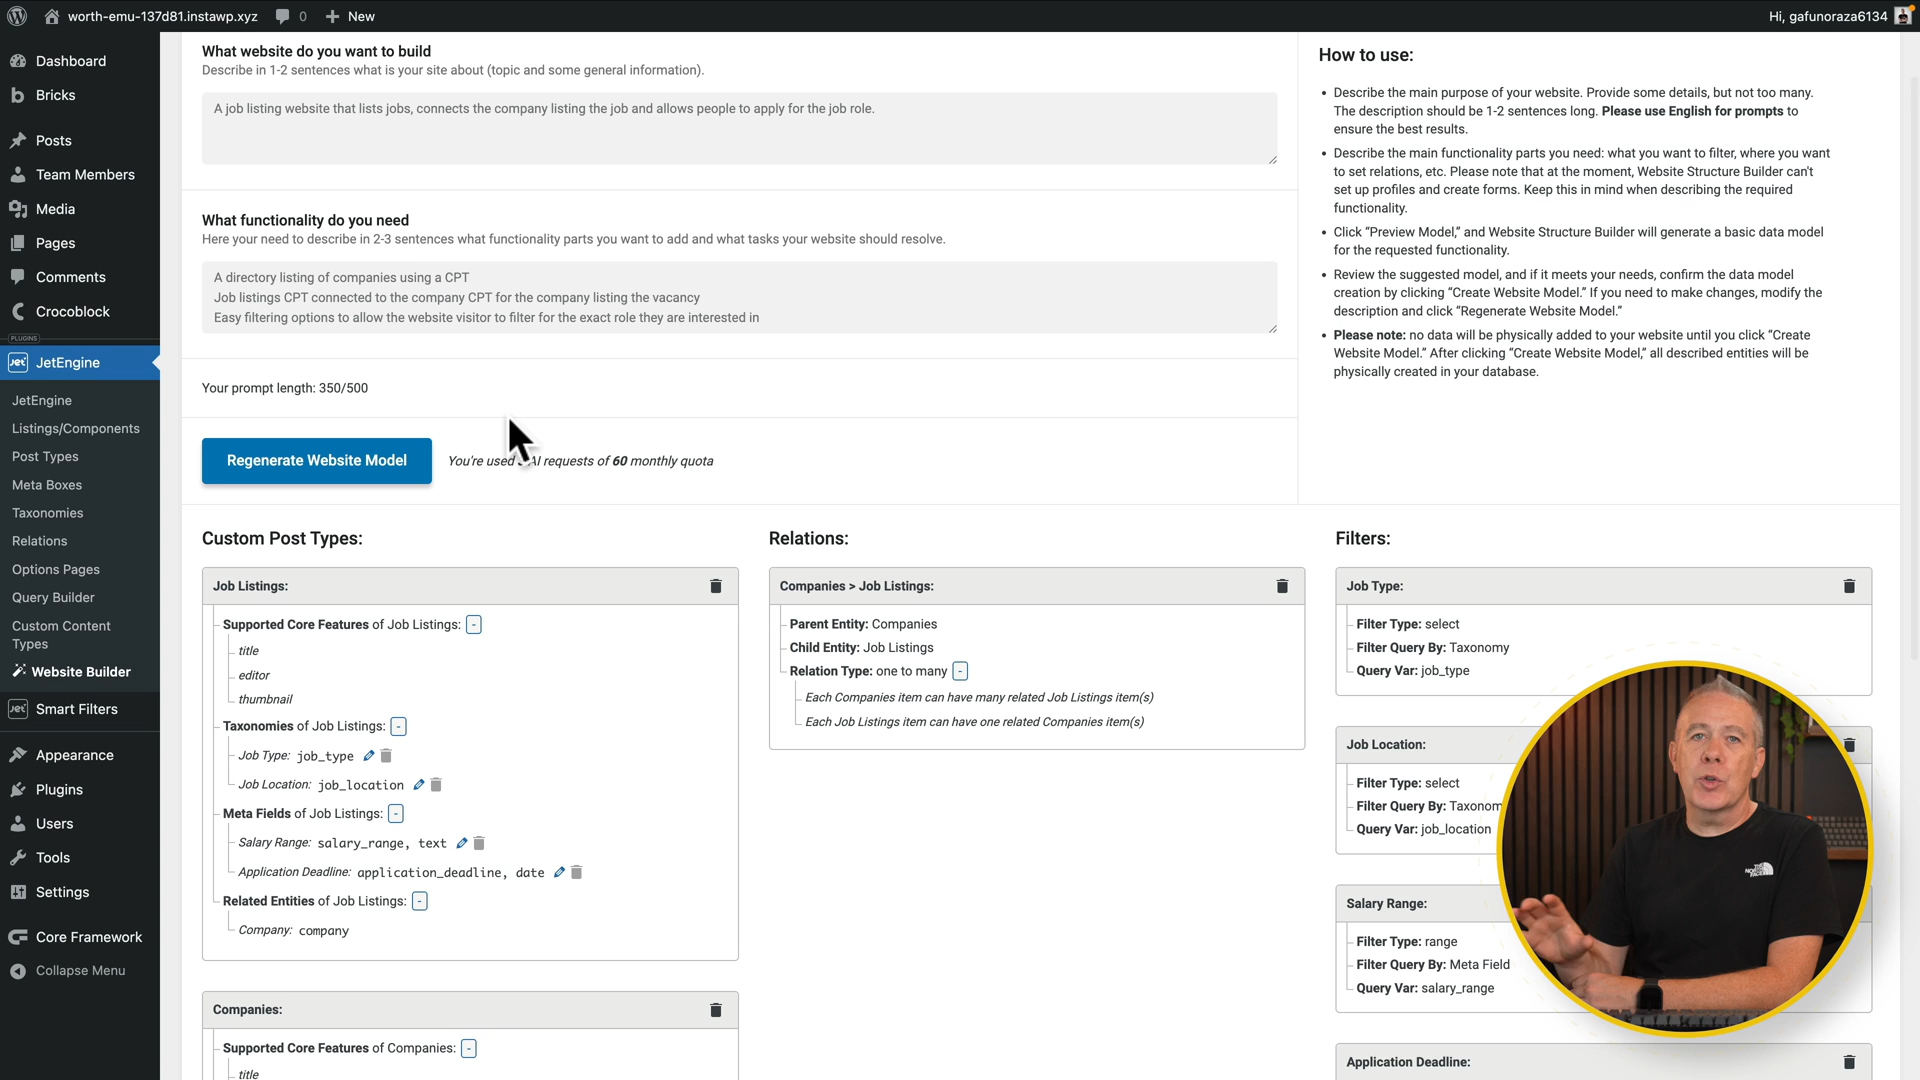 worth-emu-137d81.instawp.xyz
0
New
Hi, gafunoraza6134
Dashboard
Bricks
Posts
Team Members
Media
Pages
Comments
Crocoblock
PLUGINS
JetEngine
JetEngine
Listings/Components
Post Types
Meta Boxes
Taxonomies
Relations
Options Pages
Query Builder
Custom Content
Types
Website Builder
Smart Filters
Appearance
Plugins
Users
Tools
Settings
Core Framework
Collapse Menu
What website do you want to build
Describe in 1-2 sentences what is your site about (topic and some general information).
A job listing website that lists jobs, connects the company listing the job and allows people to apply for the job role.
What functionality do you need
Here your need to describe in 2-3 sentences what functionality parts you want to add and what tasks your website should resolve.
A directory listing of companies using a CPT
Job listings CPT connected to the company CPT for the company listing the vacancy
Easy filtering options to allow the website visitor to filter for the exact role they are interested in
Your prompt length: 350/500
Regenerate Website Model
You're used AI requests of 60 monthly quota
How to use:
• Describe the main purpose of your website. Provide some details, but not too many.
The description should be 1-2 sentences long. Please use English for prompts to
ensure the best results.
• Describe the main functionality parts you need: what you want to filter, where you want
to set relations, etc. Please note that at the moment, Website Structure Builder can't
set up profiles and create forms. Keep this in mind when describing the required
functionality.
• Click “Preview Model,” and Website Structure Builder will generate a basic data model
for the requested functionality.
• Review the suggested model, and if it meets your needs, confirm the data model
creation by clicking “Create Website Model.” If you need to make changes, modify the
description and click “Regenerate Website Model.”
• Please note: no data will be physically added to your website until you click “Create
Website Model.” After clicking “Create Website Model,” all described entities will be
physically created in your database.
Custom Post Types:
Job Listings:
Supported Core Features of Job Listings: -
title
editor
thumbnail
Taxonomies of Job Listings: -
Job Type: job_type
Job Location: job_location
Meta Fields of Job Listings: -
Salary Range: salary_range, text
Application Deadline: application_deadline, date
Related Entities of Job Listings: -
Company: company
Companies:
Supported Core Features of Companies: -
title
Relations:
Companies > Job Listings:
Parent Entity: Companies
Child Entity: Job Listings
Relation Type: one to many -
Each Companies item can have many related Job Listings item(s)
Each Job Listings item can have one related Companies item(s)
Filters:
Job Type:
Filter Type: select
Filter Query By: Taxonomy
Query Var: job_type
Job Location:
Filter Type: select
Filter Query By: Taxonom
Query Var: job_location
Salary Range:
Filter Type: range
Filter Query By: Meta Field
Query Var: salary_range
Application Deadline:
THE
NORTH
FACE